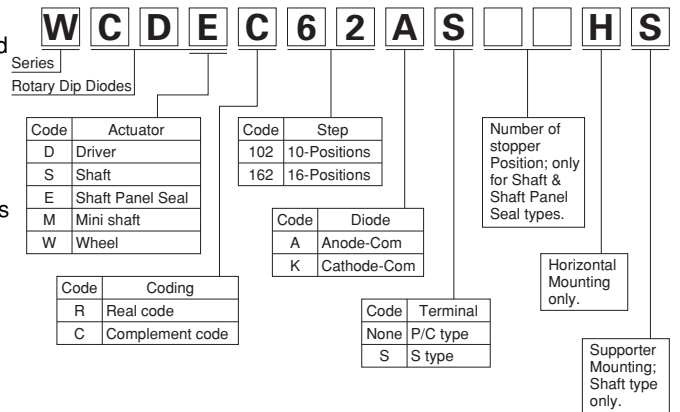 d
W C D E C 6 2 A S H S
Series
Rotary Dip Diodes
Code Actuator
D Driver
S Shaft
E Shaft Panel Seal
M Mini shaft
W Wheel
s
Code Step
102 10-Positions
162 16-Positions
Number of
stopper
Position; only
for Shaft &
Shaft Panel
Seal types.
Code Diode
A Anode-Com
K Cathode-Com
Horizontal
Mounting
only.
Code Coding
R Real code
C Complement code
Code Terminal
None P/C type
S S type
Supporter
Mounting;
Shaft type
only.